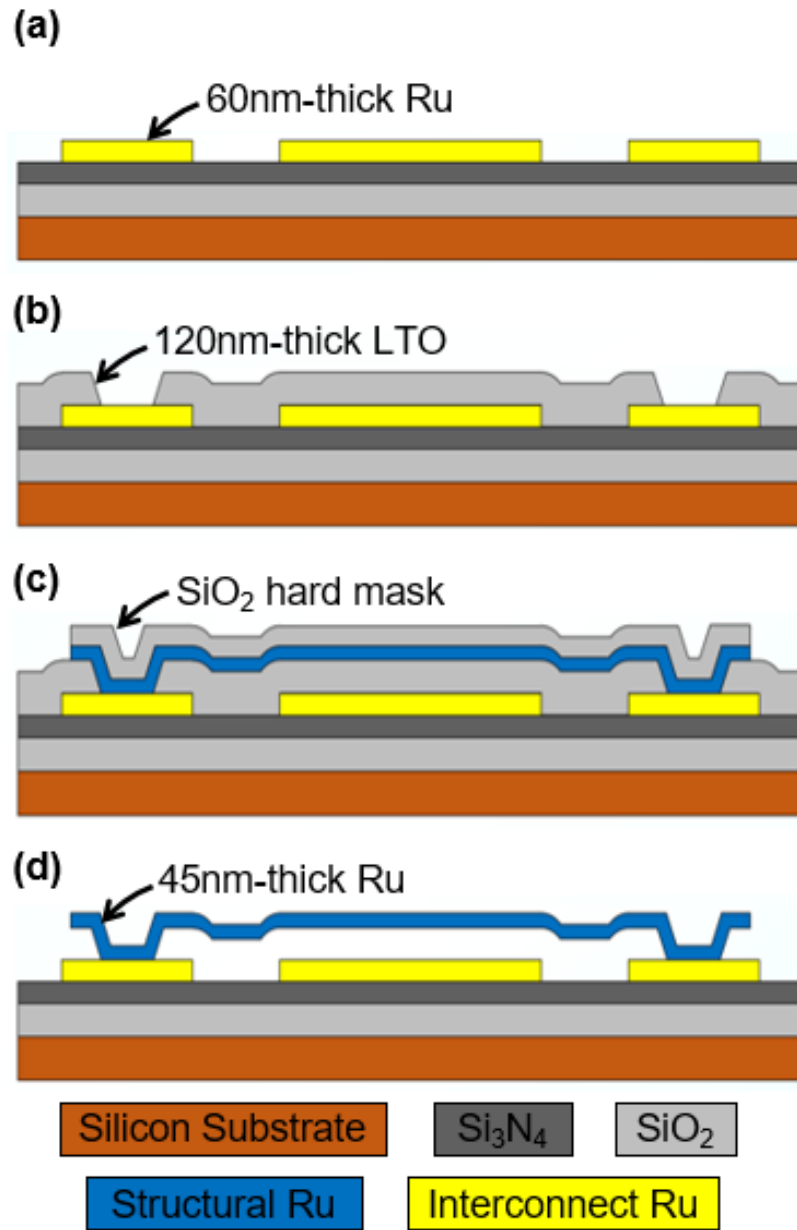 (a)
60nm-thick Ru
(b)
120nm-thick LTO
(c)
SiO₂ hard mask
(d)
45nm-thick Ru
Silicon Substrate Si₃N₄ SiO₂
Structural Ru Interconnect Ru